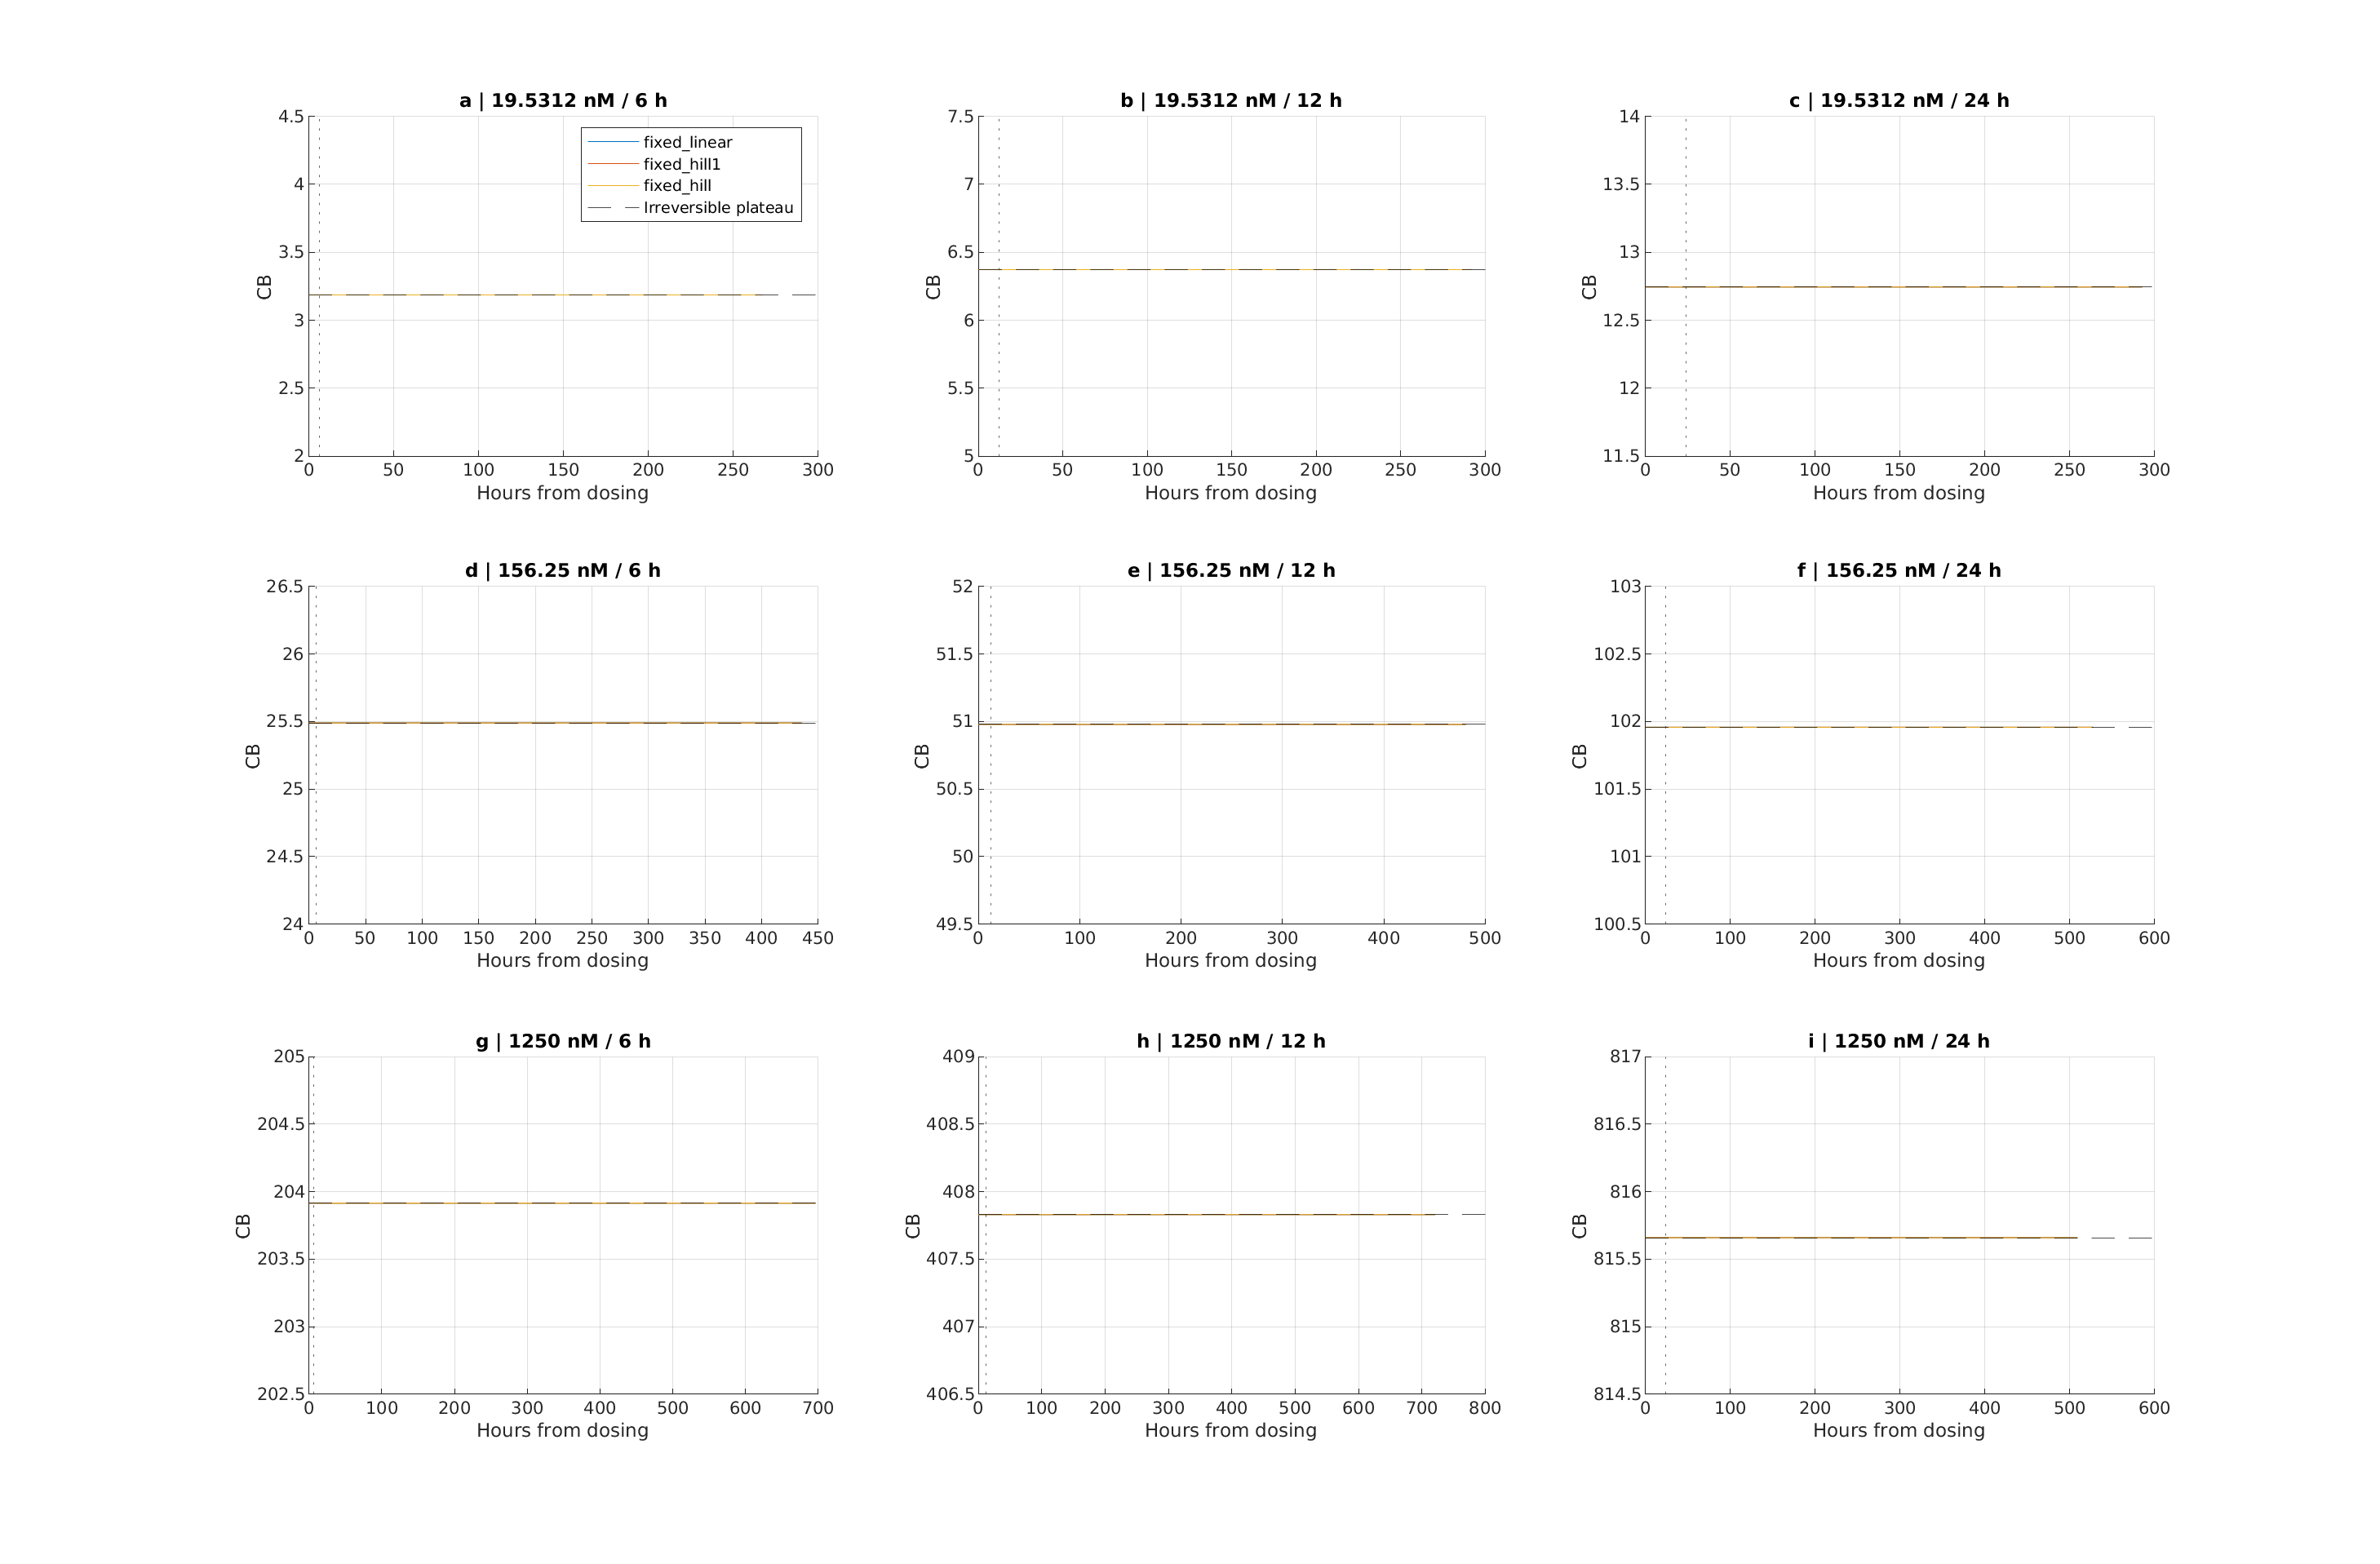 a | 19.5312 nM / 6 h
4.5
4
3.5
3
2.5
2
CB
0 50 100 150 200 250 300
Hours from dosing
fixed_linear
fixed_hill1
fixed_hill
Irreversible plateau
b | 19.5312 nM / 12 h
7.5
7
6.5
6
5.5
5
CB
0 50 100 150 200 250 300
Hours from dosing
c | 19.5312 nM / 24 h
14
13.5
13
12.5
12
11.5
CB
0 50 100 150 200 250 300
Hours from dosing
d | 156.25 nM / 6 h
26.5
26
25.5
25
24.5
24
CB
0 50 100 150 200 250 300 350 400 450
Hours from dosing
e | 156.25 nM / 12 h
52
51.5
51
50.5
50
49.5
CB
0 100 200 300 400 500
Hours from dosing
f | 156.25 nM / 24 h
103
102.5
102
101.5
101
100.5
CB
0 100 200 300 400 500 600
Hours from dosing
g | 1250 nM / 6 h
205
204.5
204
203.5
203
202.5
CB
0 100 200 300 400 500 600 700
Hours from dosing
h | 1250 nM / 12 h
409
408.5
408
407.5
407
406.5
CB
0 100 200 300 400 500 600 700 800
Hours from dosing
i | 1250 nM / 24 h
817
816.5
816
815.5
815
814.5
CB
0 100 200 300 400 500 600
Hours from dosing